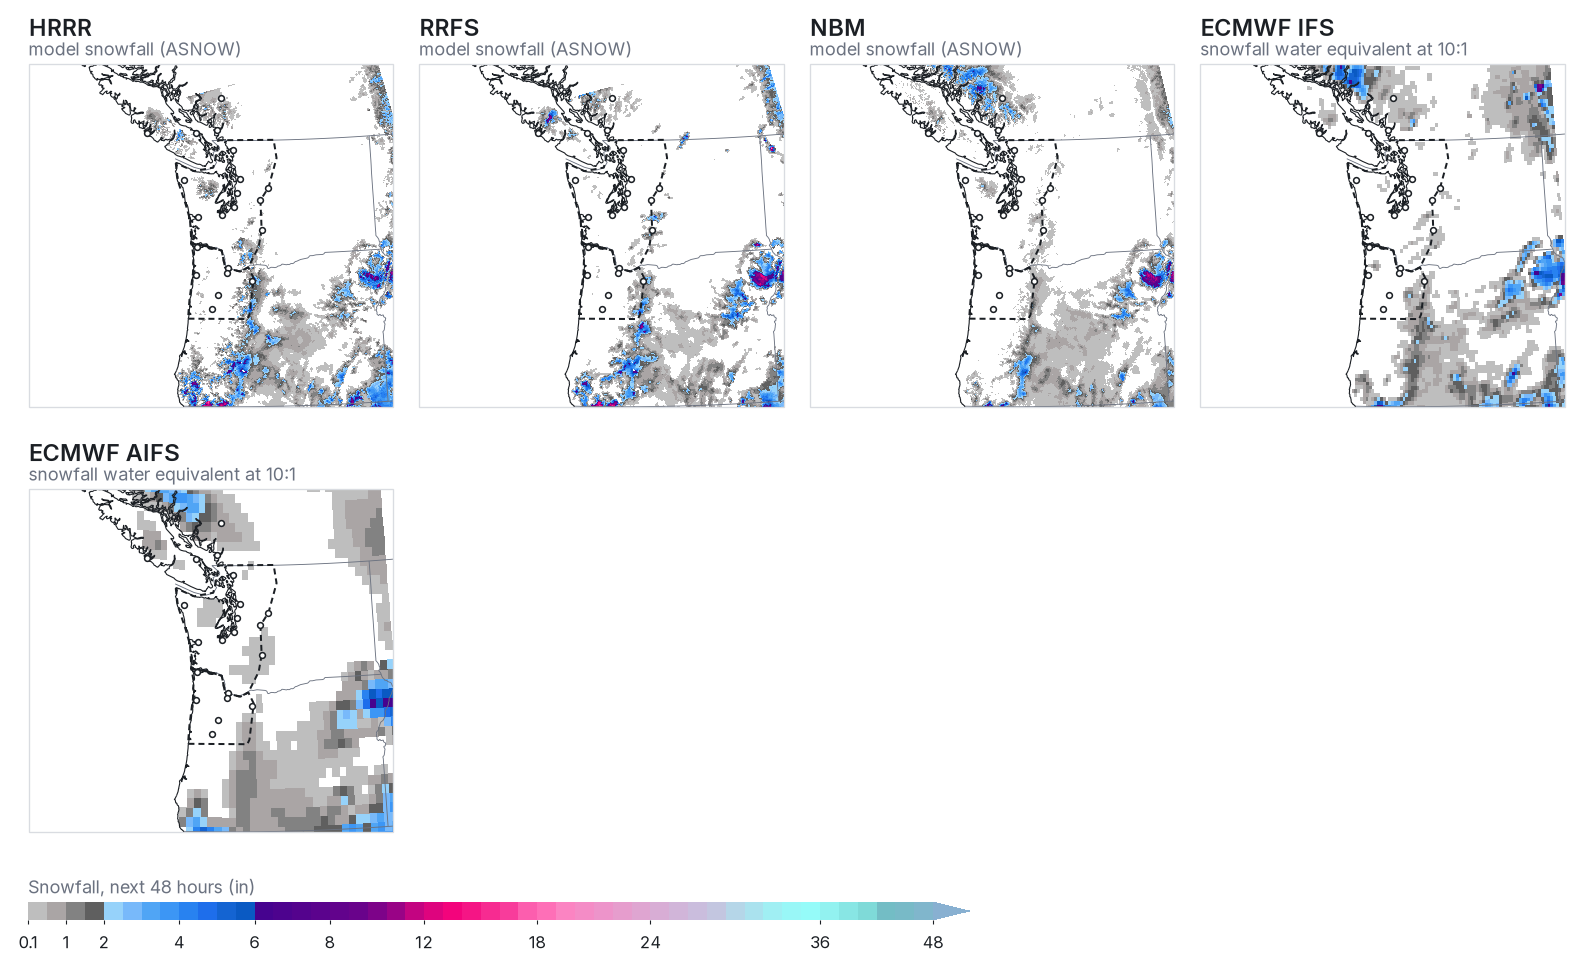 HRRR
model snowfall (ASNOW)
RRFS
model snowfall (ASNOW)
NBM
model snowfall (ASNOW)
ECMWF IFS
snowfall water equivalent at 10:1
ECMWF AIFS
snowfall water equivalent at 10:1
Snowfall, next 48 hours (in)
0.1 1 2 4 6 8 12 18 24 36 48